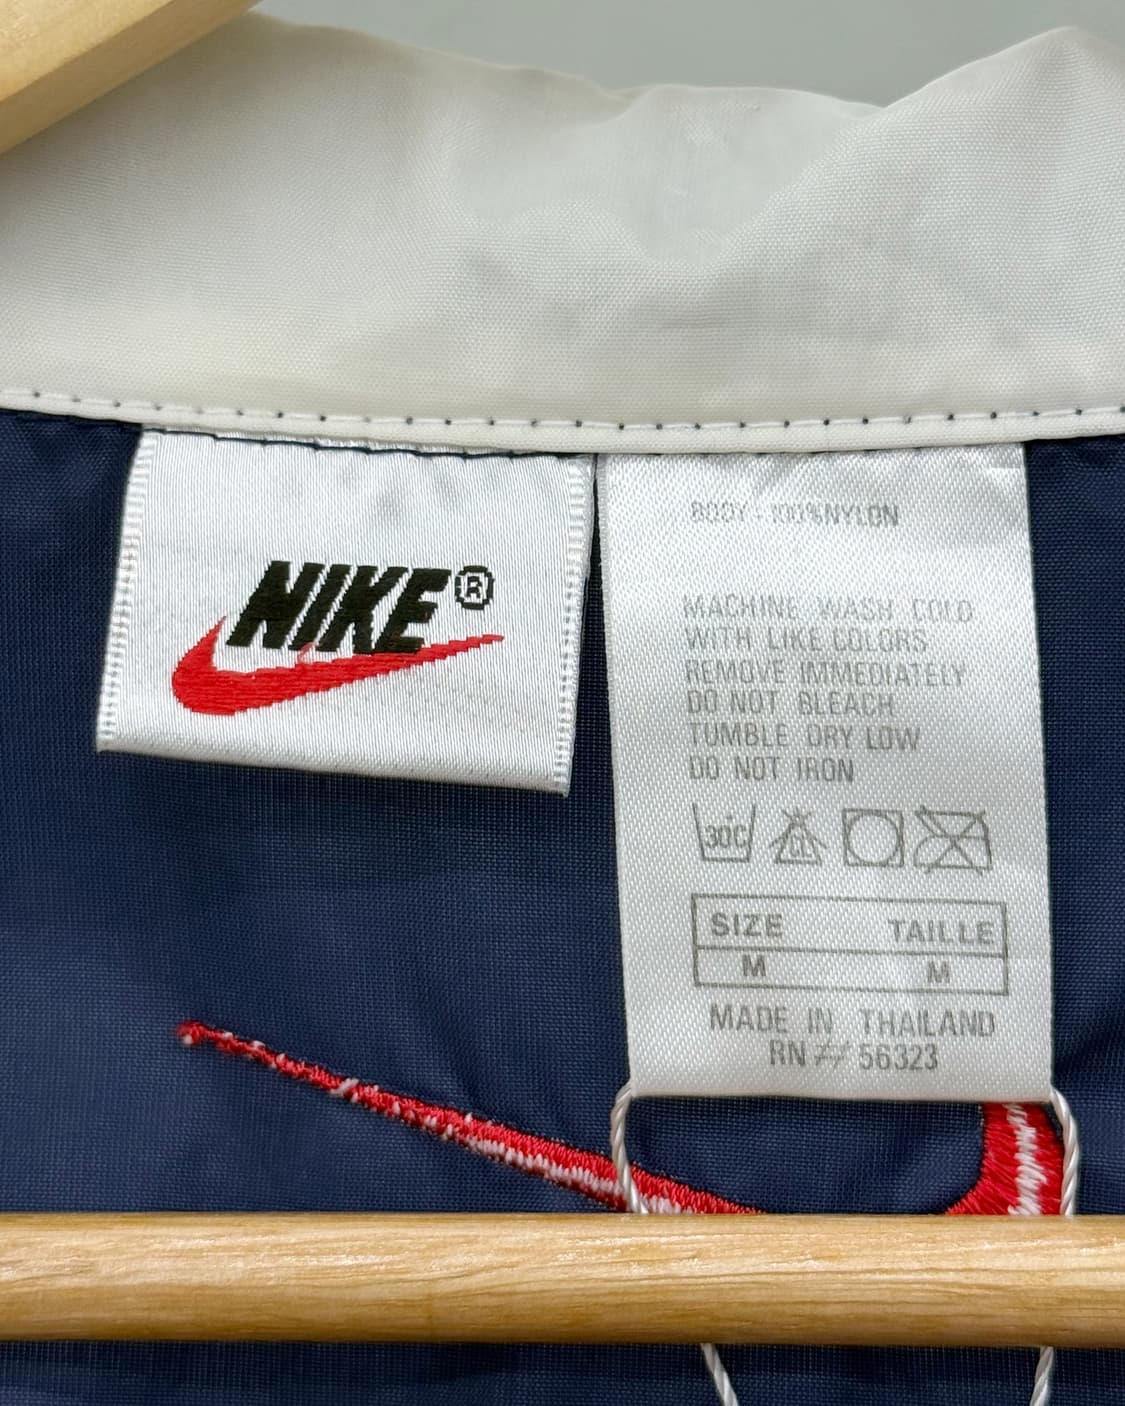 NIKE®
BODY - 100%NYLON
MACHINE WASH COLD
WITH LIKE COLORS
REMOVE IMMEDIATELY
DO NOT BLEACH
TUMBLE DRY LOW
DO NOT IRON
30°C CL
SIZE TAILLE
M M
MADE IN THAILAND
RN # 56323